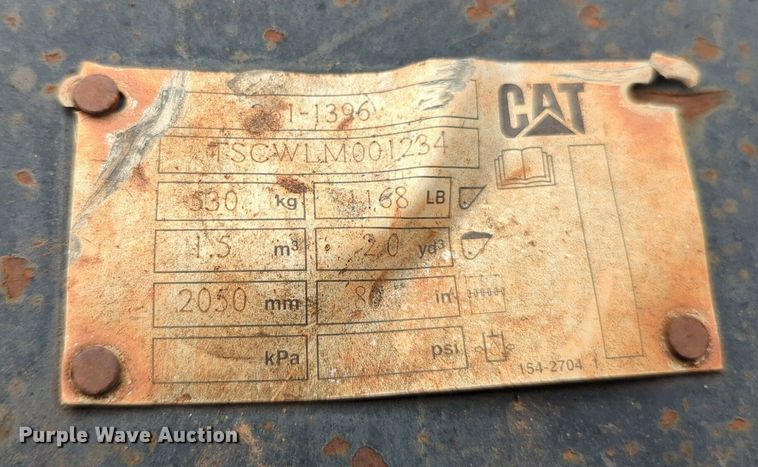 1-1396
CAT
TSCWLM001234
530 kg 1168 LB
1.5 m³ 2.0 yd³
2050 mm in
kPa psi
154-2704 1
Purple Wave Auction